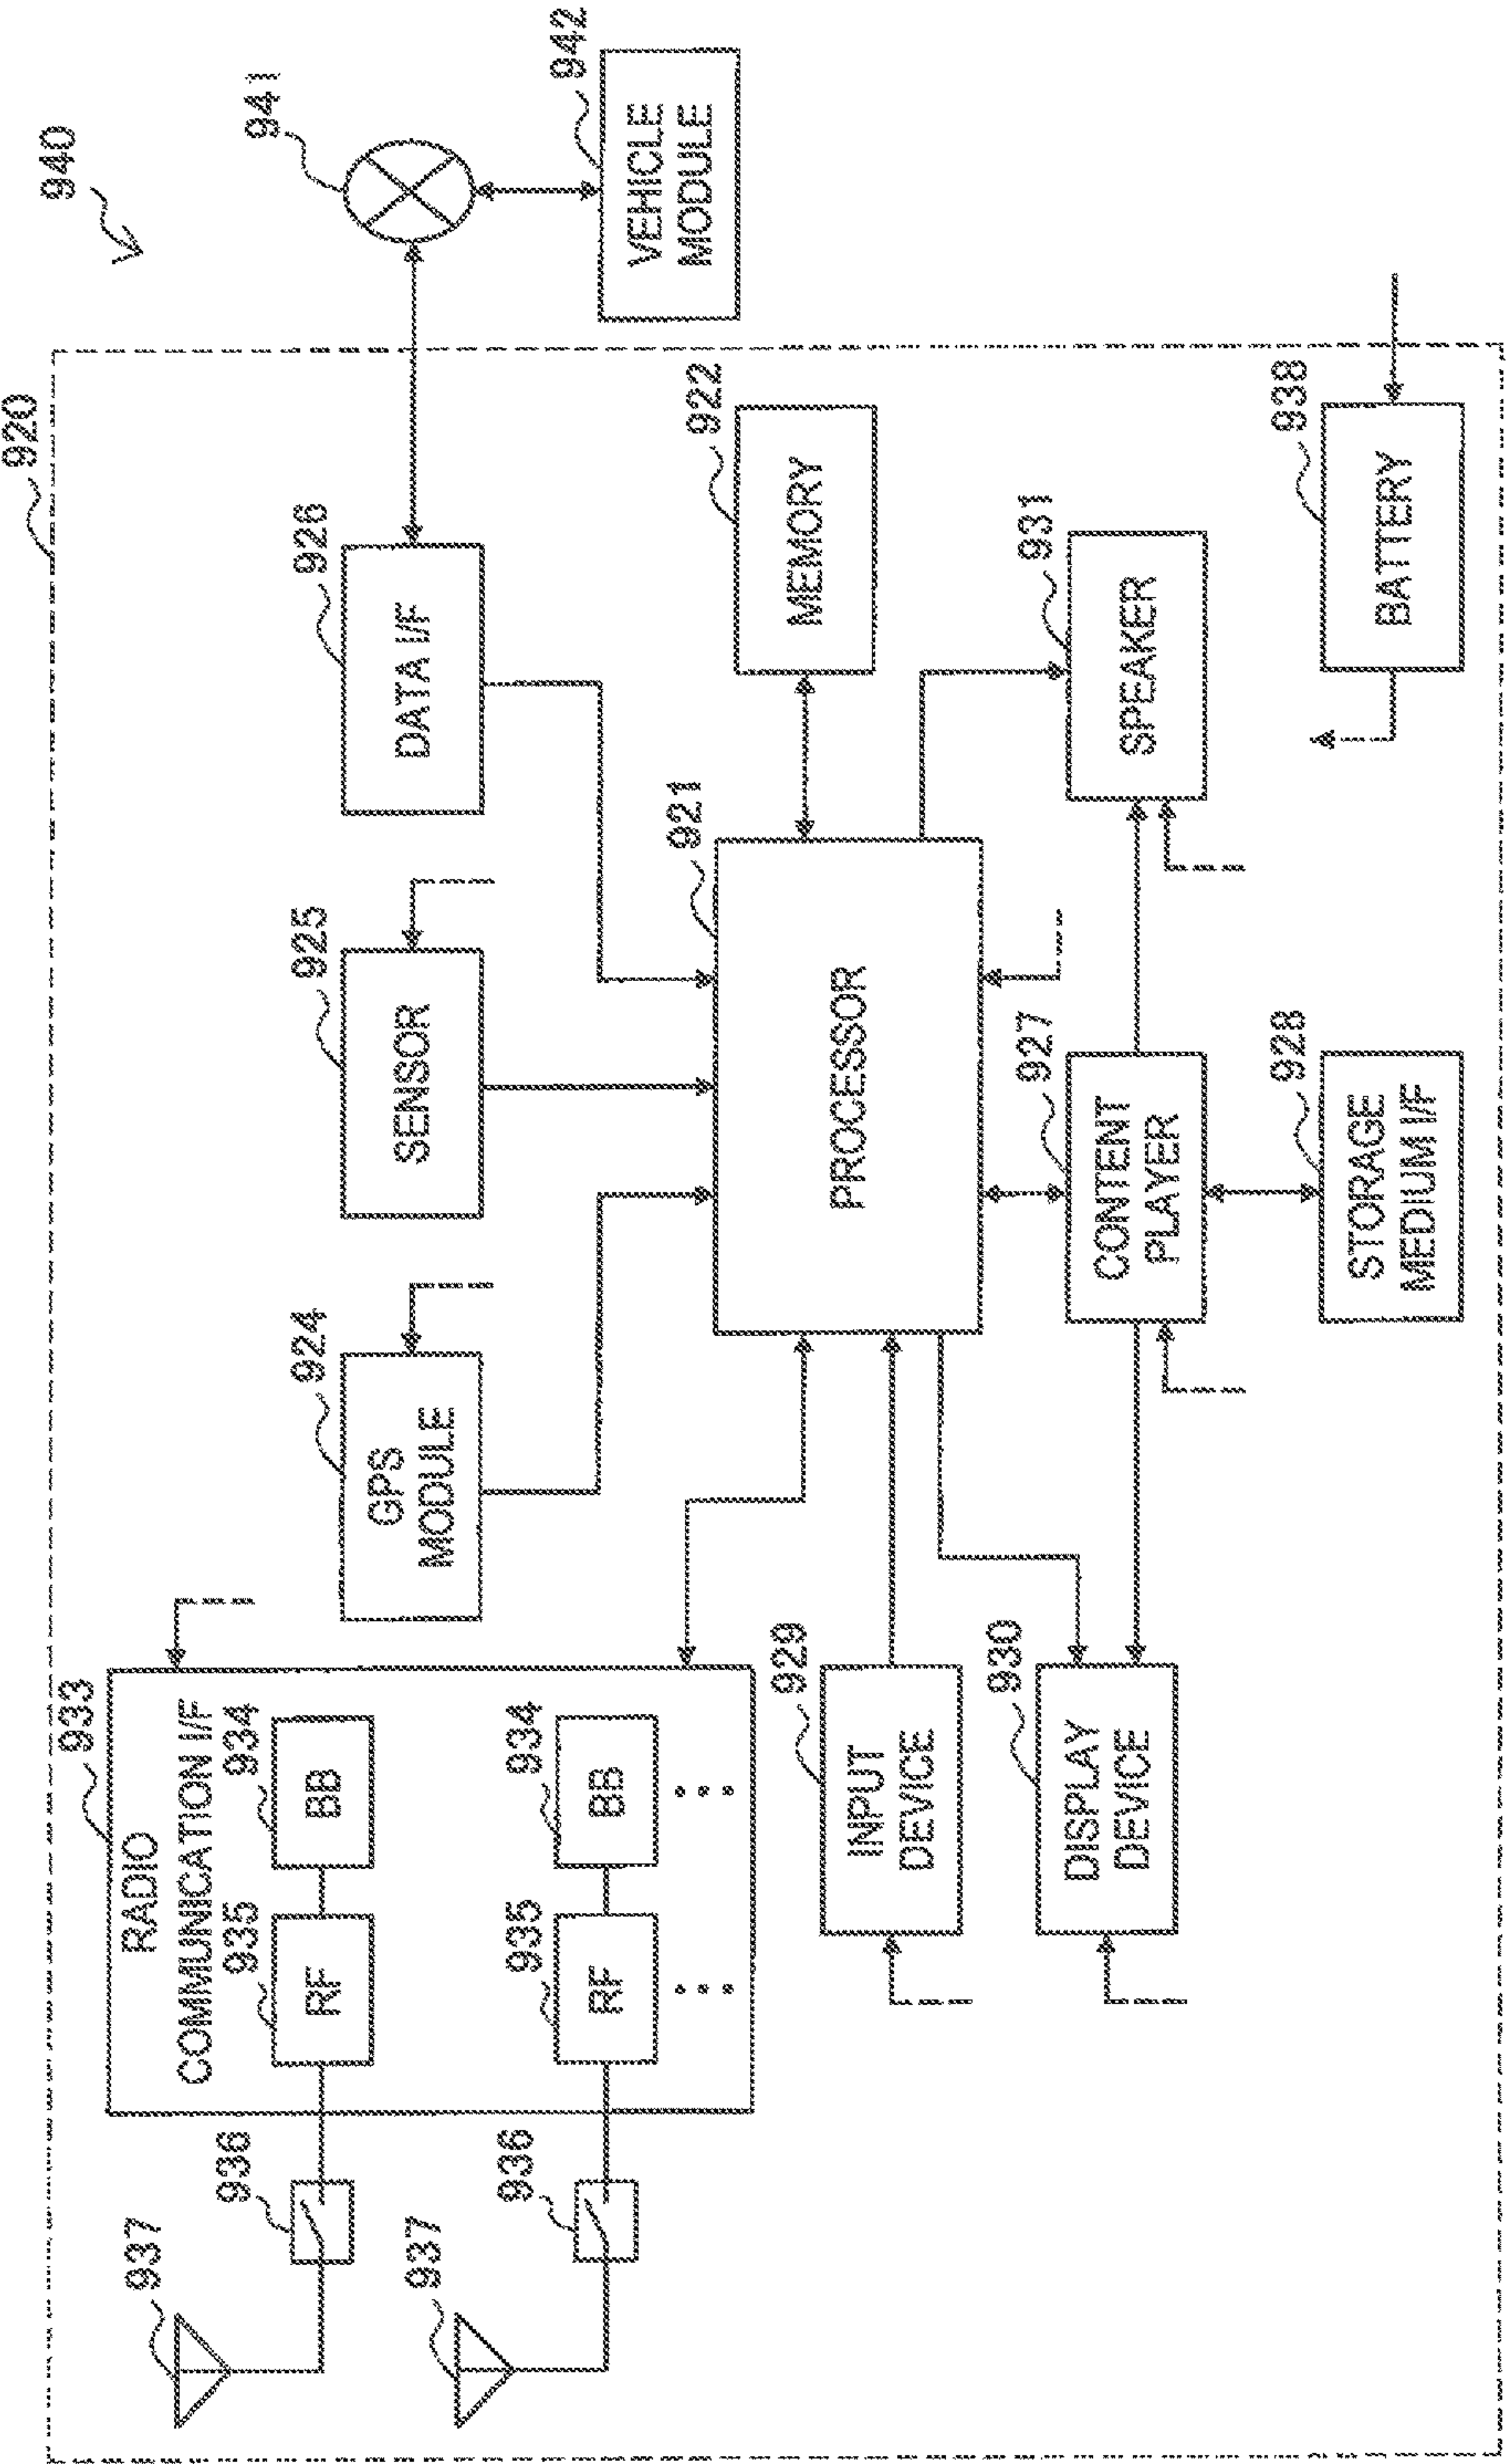 940
920
933
RADIO
COMMUNICATION I/F
937
936
935
RF
934
BB
937
936
935
RF
934
BB
924
GPS
MODULE
925
SENSOR
926
DATA I/F
941
942
VEHICLE
MODULE
929
INPUT
DEVICE
921
PROCESSOR
922
MEMORY
930
DISPLAY
DEVICE
927
CONTENT
PLAYER
931
SPEAKER
928
STORAGE
MEDIUM I/F
938
BATTERY